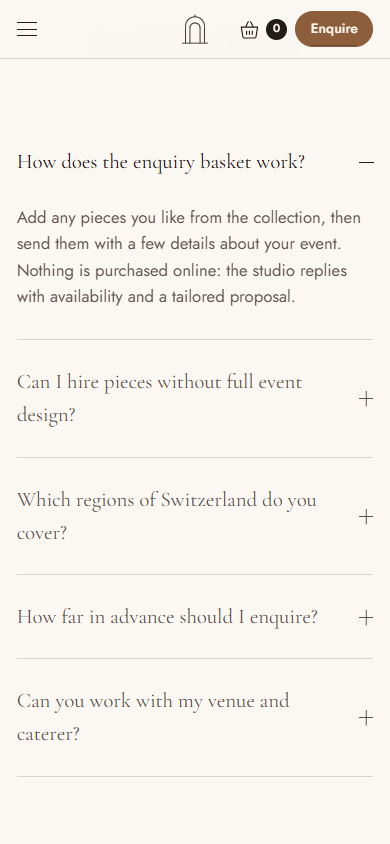 0
Enquire
How does the enquiry basket work?
Add any pieces you like from the collection, then
send them with a few details about your event.
Nothing is purchased online: the studio replies
with availability and a tailored proposal.
Can I hire pieces without full event
design?
Which regions of Switzerland do you
cover?
How far in advance should I enquire?
Can you work with my venue and
caterer?